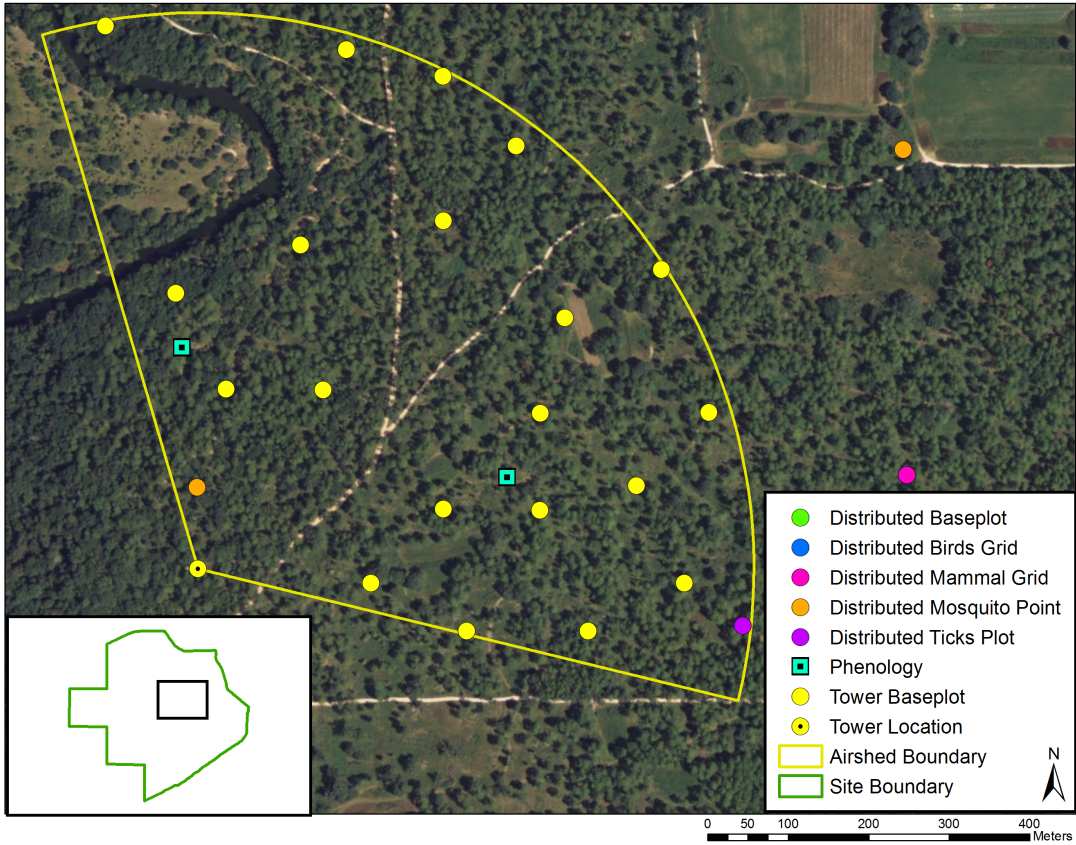 Distributed Baseplot
Distributed Birds Grid
Distributed Mammal Grid
Distributed Mosquito Point
Distributed Ticks Plot
Phenology
Tower Baseplot
Tower Location
Airshed Boundary
Site Boundary
N
0 50 100 200 300 400
Meters